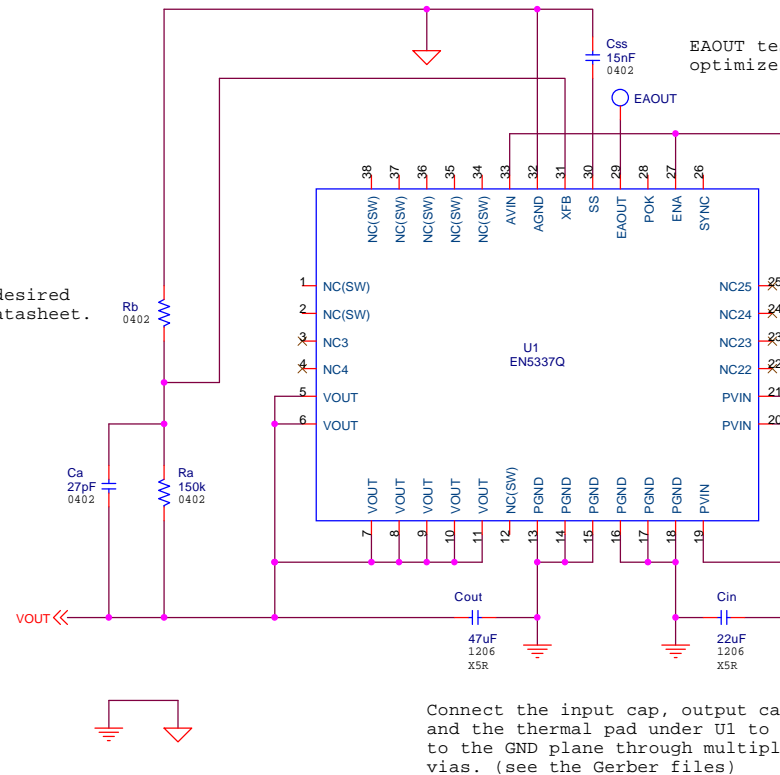 Css
15nF
0402
EAOUT te
optimize
EAOUT
38 37 36 35 34 33 32 31 30 29 28 27 26
NC(SW) NC(SW) NC(SW) NC(SW) NC(SW) AVIN AGND XFB SS EAOUT POK ENA SYNC
desired
tasheet.
Rb
0402
1 NC(SW)
2 NC(SW)
3 NC3
4 NC4
5 VOUT
6 VOUT
U1
EN5337Q
NC25 25
NC24 24
NC23 23
NC22 22
PVIN 21
PVIN 20
Ca
27pF
0402
Ra
150k
0402
VOUT VOUT VOUT VOUT VOUT NC(SW) PGND PGND PGND PGND PGND PGND PVIN
7 8 9 10 11 12 13 14 15 16 17 18 19
VOUT
Cout
47uF
1206
X5R
Cin
22uF
1206
X5R
Connect the input cap, output ca
and the thermal pad under U1 to
to the GND plane through multipl
vias. (see the Gerber files)